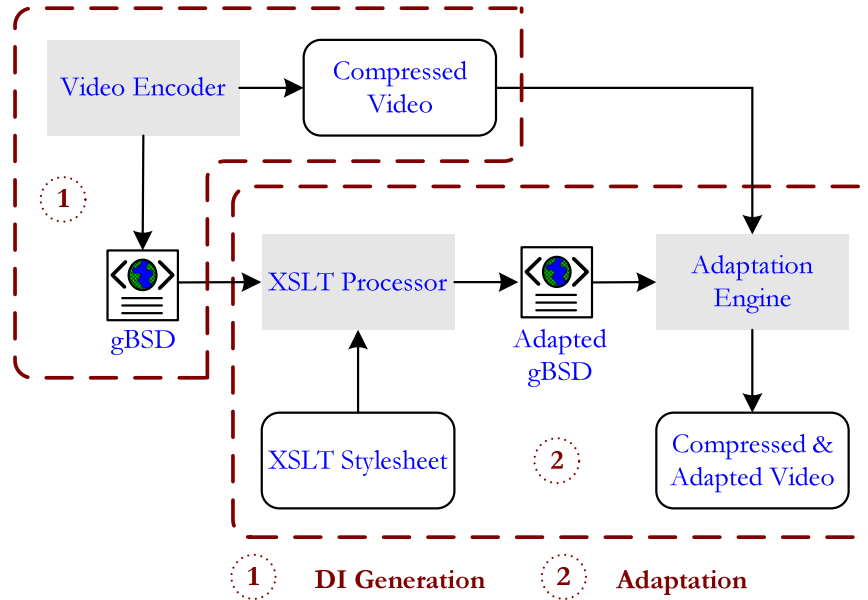 Video Encoder
Compressed
Video
1
gBSD
XSLT Processor
Adapted
gBSD
Adaptation
Engine
XSLT Stylesheet
2
Compressed &
Adapted Video
1 DI Generation 2 Adaptation